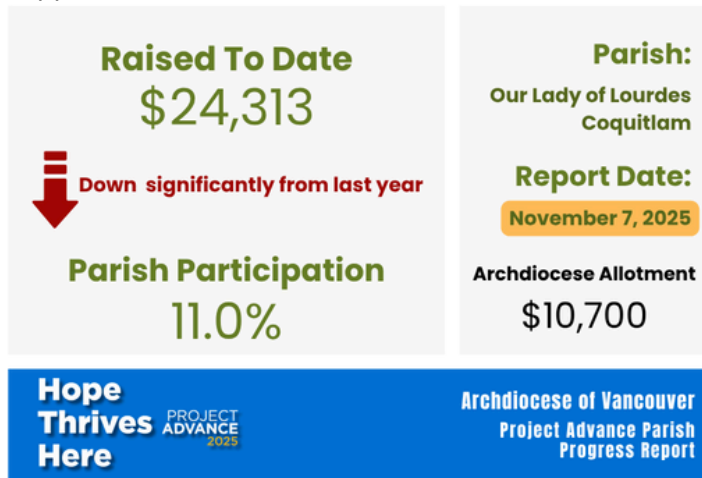 Raised To Date
$24,313
Down significantly from last year
Parish Participation
11.0%
Parish:
Our Lady of Lourdes
Coquitlam
Report Date:
November 7, 2025
Archdiocese Allotment
$10,700
Hope
Thrives
Here
PROJECT
ADVANCE
2025
Archdiocese of Vancouver
Project Advance Parish
Progress Report